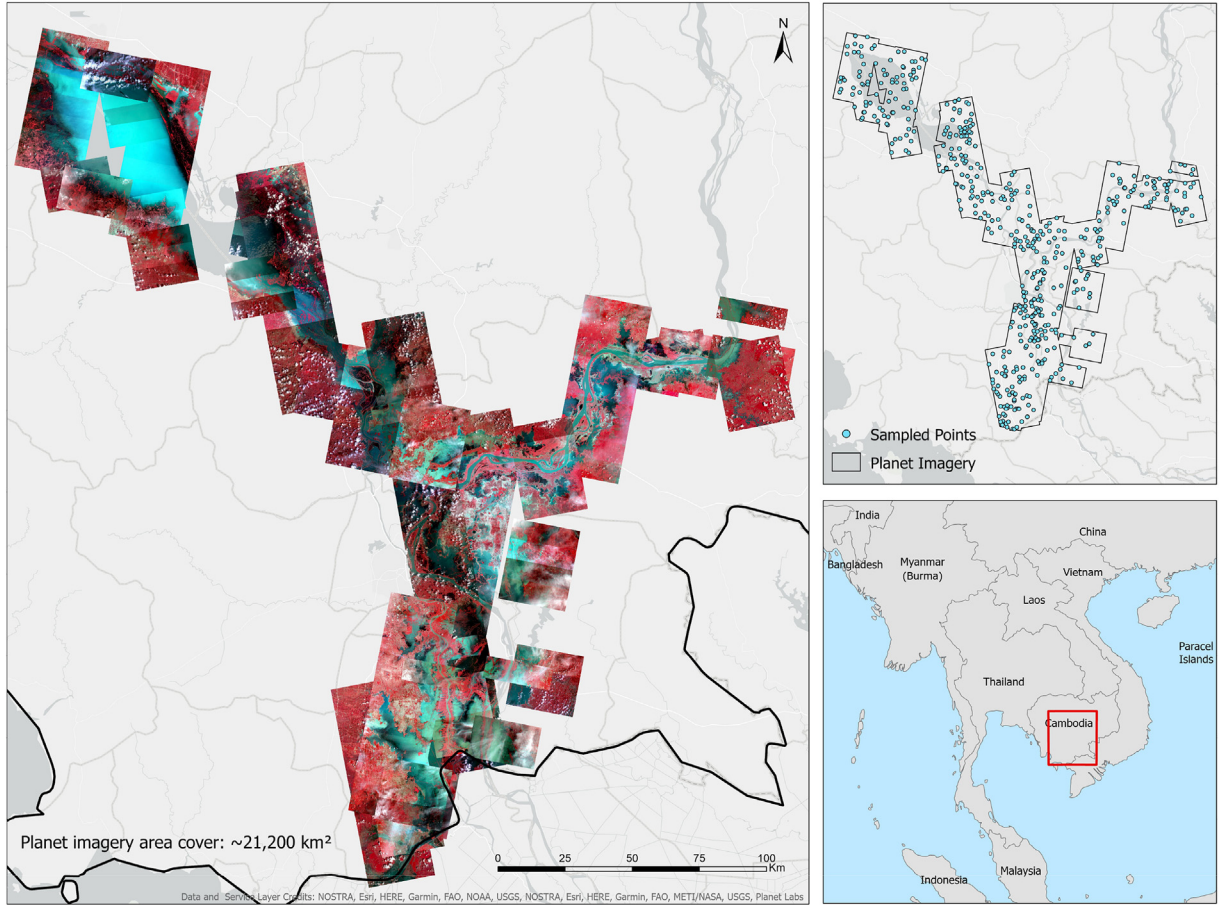 N
Planet imagery area cover: ~21,200 km²
0 25 50 75 100
Km
Data and Service Layer Credits: NOSTRA, Esri, HERE, Garmin, FAO, NOAA, USGS, NOSTRA, Esri, HERE, Garmin, FAO, METI/NASA, USGS, Planet Labs
Sampled Points
Planet Imagery
India
China
Bangladesh
Myanmar
(Burma)
Vietnam
Laos
Paracel
Islands
Thailand
Cambodia
Indonesia
Malaysia